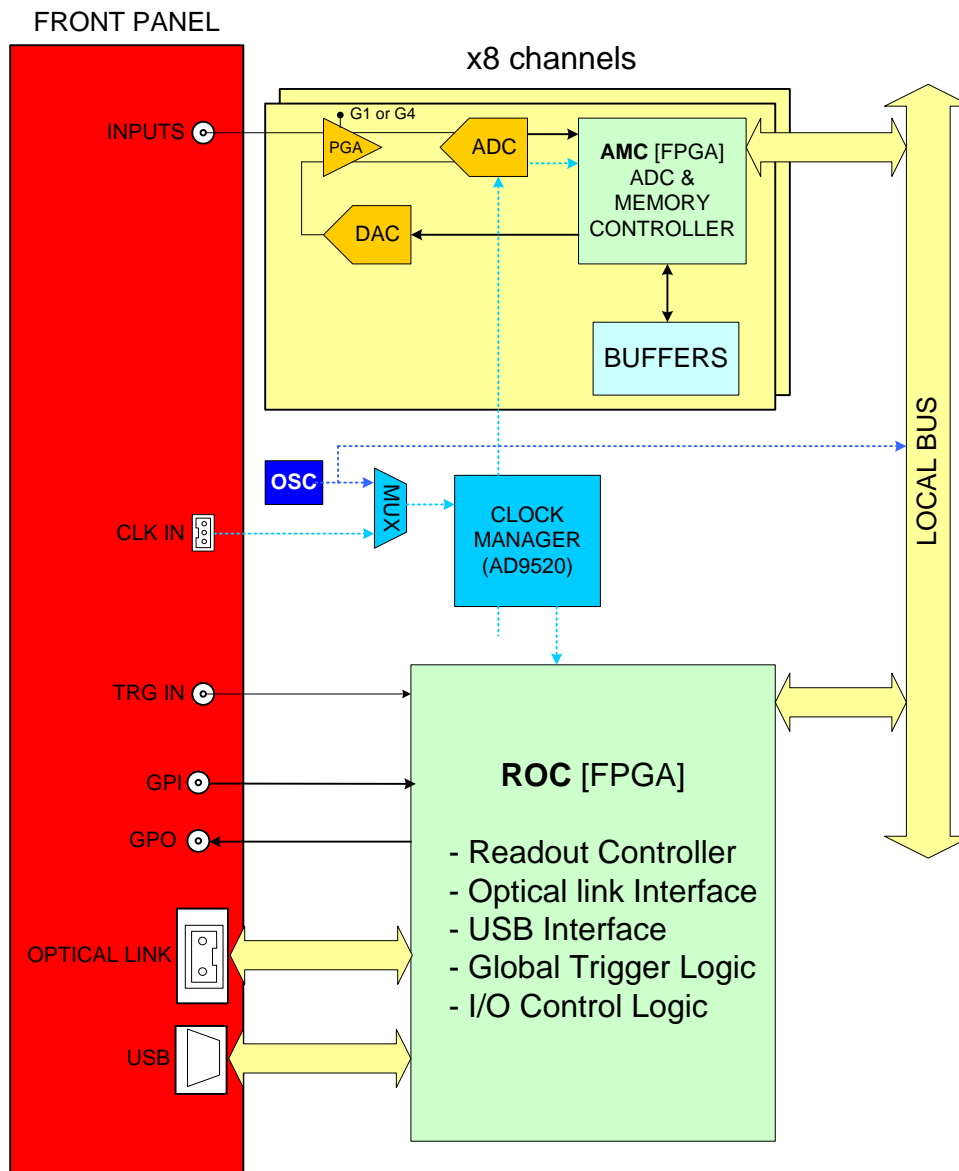 FRONT PANEL
x8 channels
INPUTS
G1 or G4
PGA
ADC
AMC [FPGA]
ADC &
MEMORY
CONTROLLER
DAC
BUFFERS
LOCAL BUS
OSC
MUX
CLK IN
CLOCK
MANAGER
(AD9520)
TRG IN
GPI
GPO
OPTICAL LINK
USB
ROC [FPGA]
- Readout Controller
- Optical link Interface
- USB Interface
- Global Trigger Logic
- I/O Control Logic